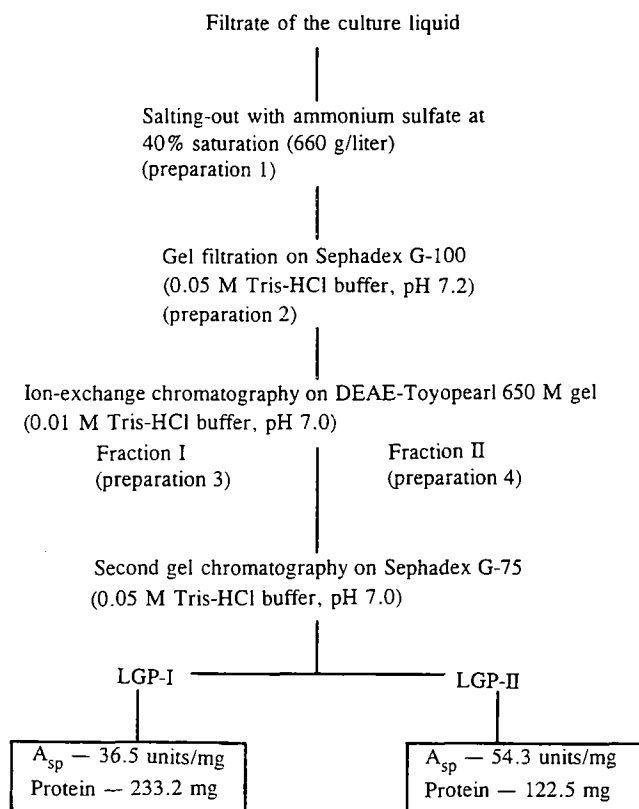 Filtrate of the culture liquid
Salting-out with ammonium sulfate at
40% saturation (660 g/liter)
(preparation 1)
Gel filtration on Sephadex G-100
(0.05 M Tris-HCl buffer, pH 7.2)
(preparation 2)
Ion-exchange chromatography on DEAE-Toyopearl 650 M gel
(0.01 M Tris-HCl buffer, pH 7.0)
Fraction I
(preparation 3)
Fraction II
(preparation 4)
Second gel chromatography on Sephadex G-75
(0.05 M Tris-HCl buffer, pH 7.0)
LGP-I
LGP-II
Asp — 36.5 units/mg
Protein — 233.2 mg
Asp — 54.3 units/mg
Protein — 122.5 mg